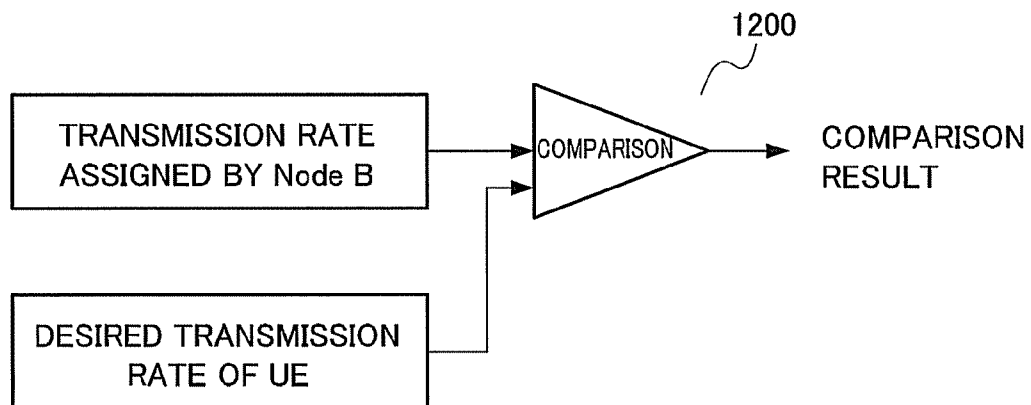 1200
TRANSMISSION RATE
ASSIGNED BY Node B
COMPARISON
COMPARISON
RESULT
DESIRED TRANSMISSION
RATE OF UE